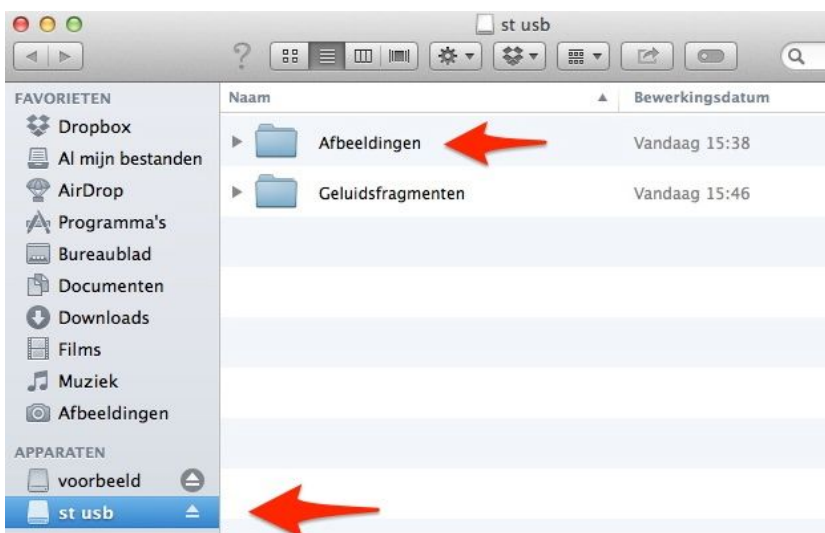 st usb
?
FAVORIETEN
Dropbox
Al mijn bestanden
AirDrop
Programma's
Bureaublad
Documenten
Downloads
Films
Muziek
Afbeeldingen
APPARATEN
voorbeeld
st usb
Naam Bewerkingsdatum
Afbeeldingen Vandaag 15:38
Geluidsfragmenten Vandaag 15:46